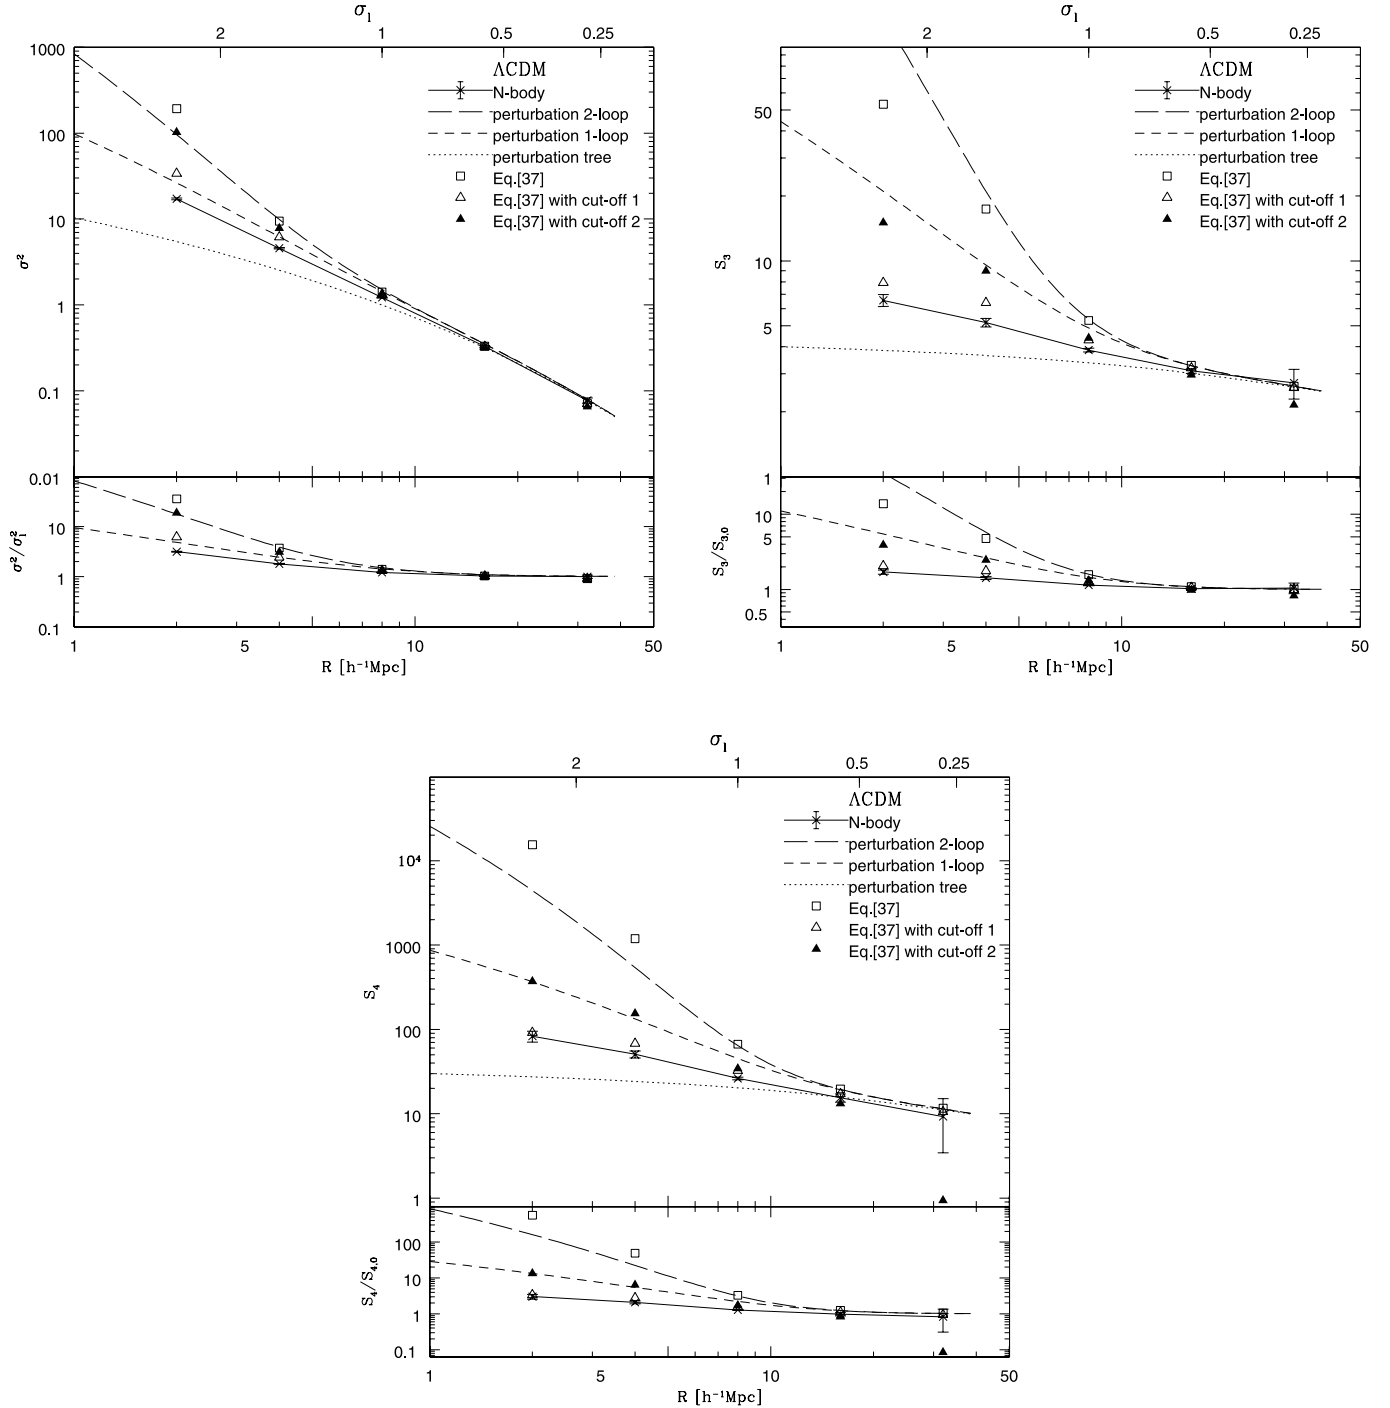 σ₁
2 1 0.5 0.25
1000
100
10
1
0.1
0.01
σ²
ΛCDM
N-body
perturbation 2-loop
perturbation 1-loop
perturbation tree
Eq.[37]
Eq.[37] with cut-off 1
Eq.[37] with cut-off 2
10
1
0.1
σ²/σ₁²
1 5 10 50
R [h⁻¹Mpc]
σ₁
2 1 0.5 0.25
50
10
5
1
S₃
ΛCDM
N-body
perturbation 2-loop
perturbation 1-loop
perturbation tree
Eq.[37]
Eq.[37] with cut-off 1
Eq.[37] with cut-off 2
10
5
1
0.5
S₃/S₃,₀
1 5 10 50
R [h⁻¹Mpc]
σ₁
2 1 0.5 0.25
10⁴
1000
100
10
1
S₄
ΛCDM
N-body
perturbation 2-loop
perturbation 1-loop
perturbation tree
Eq.[37]
Eq.[37] with cut-off 1
Eq.[37] with cut-off 2
100
10
1
0.1
S₄/S₄,₀
1 5 10 50
R [h⁻¹Mpc]